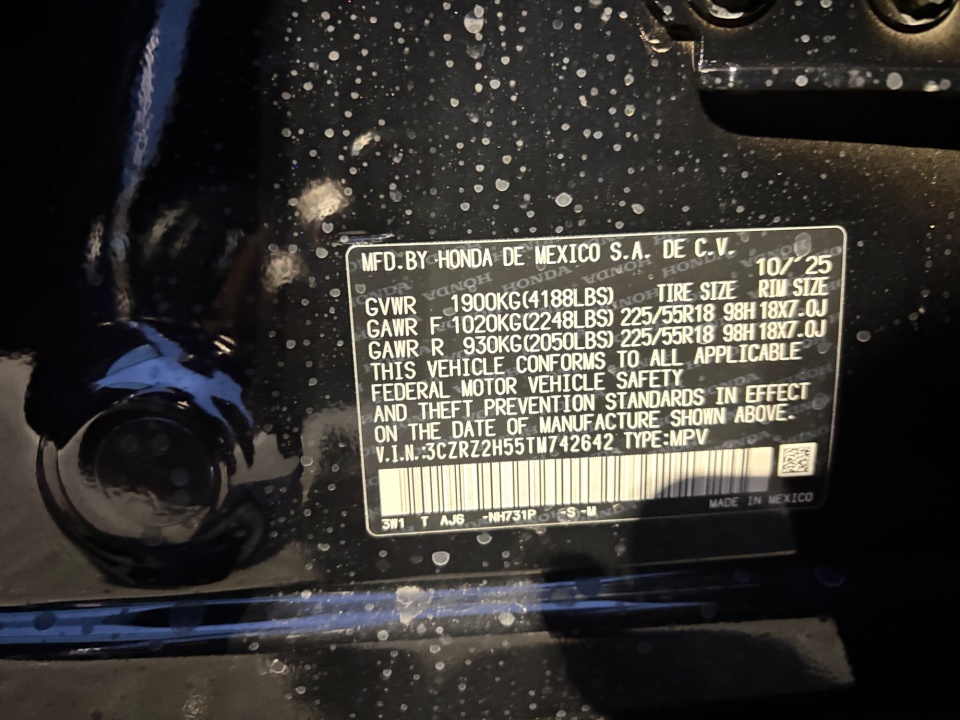 MFD.BY HONDA DE MEXICO S.A. DE C.V.
10/'25
GVWR 1900KG(4188LBS) TIRE SIZE RIM SIZE
GAWR F 1020KG(2248LBS) 225/55R18 98H 18X7.0J
GAWR R 930KG(2050LBS) 225/55R18 98H 18X7.0J
THIS VEHICLE CONFORMS TO ALL APPLICABLE
FEDERAL MOTOR VEHICLE SAFETY
AND THEFT PREVENTION STANDARDS IN EFFECT
ON THE DATE OF MANUFACTURE SHOWN ABOVE.
V.I.N.:3CZRZ2H55TM742642 TYPE:MPV
MADE IN MEXICO
3W1 T AJ6 -NH731P -S-M